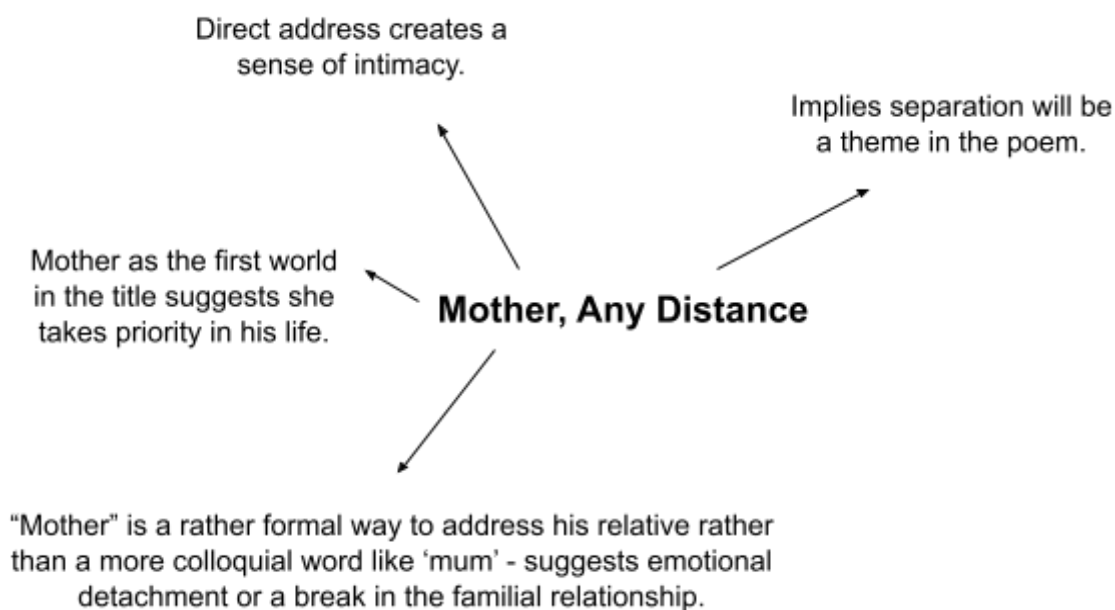 Direct address creates a
sense of intimacy.
Implies separation will be
a theme in the poem.
Mother as the first world
in the title suggests she
takes priority in his life.
Mother, Any Distance
“Mother” is a rather formal way to address his relative rather
than a more colloquial word like ‘mum’ - suggests emotional
detachment or a break in the familial relationship.